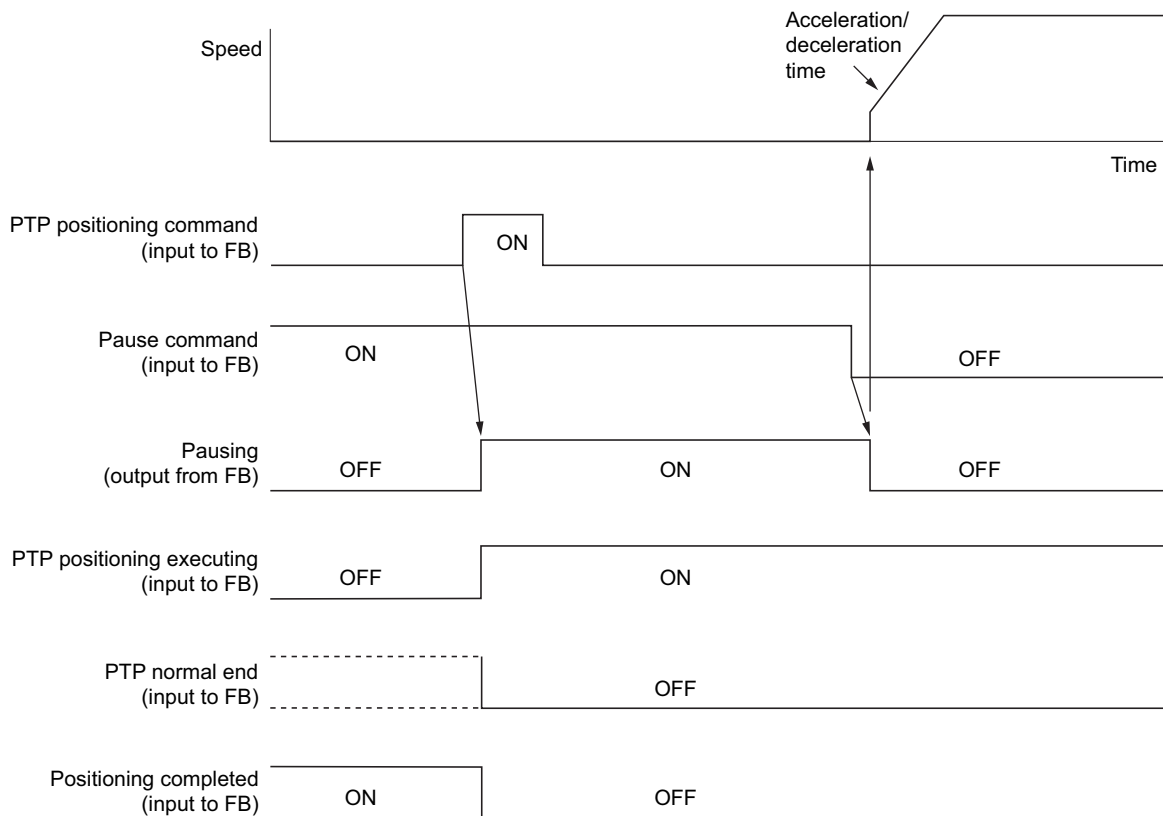 Acceleration/
deceleration
time
Speed
Time
PTP positioning command
(input to FB)
ON
Pause command
(input to FB)
ON
OFF
Pausing
(output from FB)
OFF
ON
OFF
PTP positioning executing
(input to FB)
OFF
ON
PTP normal end
(input to FB)
OFF
Positioning completed
(input to FB)
ON
OFF